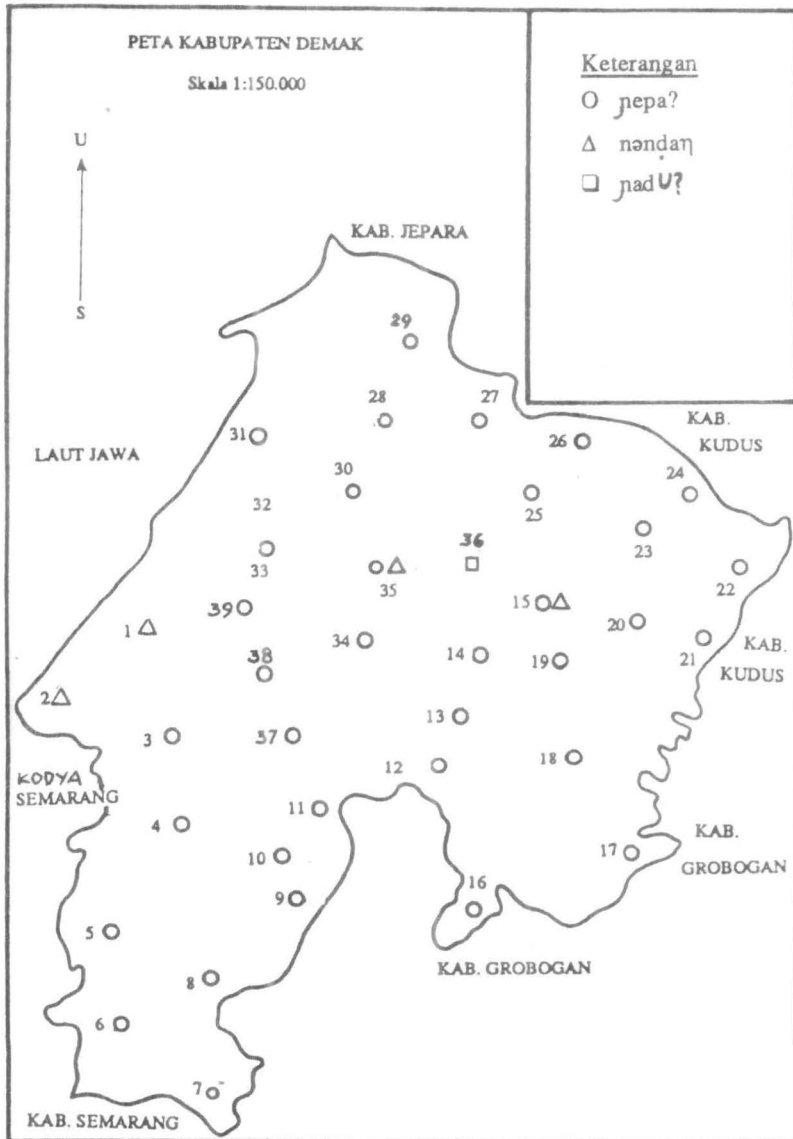 PETA KABUPATEN DEMAK
Skala 1:150.000
Keterangan
O ɲepa?
Δ nənḍaŋ
□ ɲadU?
U
S
KAB. JEPARA
29
28
27
31
26
KAB.
KUDUS
LAUT JAWA
30
24
32
25
36
23
33
35
22
39
15
1
20
34
14
19
21
KAB.
KUDUS
38
2
13
3
37
12
18
KODYA
SEMARANG
11
4
10
17
KAB.
GROBOGAN
9
16
5
KAB. GROBOGAN
8
6
7
KAB. SEMARANG